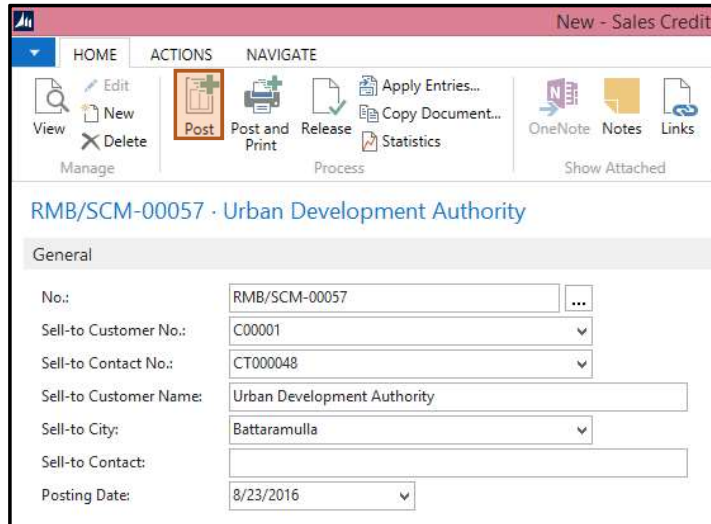 New - Sales Credit
HOME ACTIONS NAVIGATE
View
Edit
New
Delete
Manage
Post
Post and
Print
Release
Apply Entries...
Copy Document...
Statistics
Process
OneNote
Notes
Links
Show Attached
RMB/SCM-00057 · Urban Development Authority
General
No.: RMB/SCM-00057 ...
Sell-to Customer No.: C00001
Sell-to Contact No.: CT000048
Sell-to Customer Name: Urban Development Authority
Sell-to City: Battaramulla
Sell-to Contact:
Posting Date: 8/23/2016